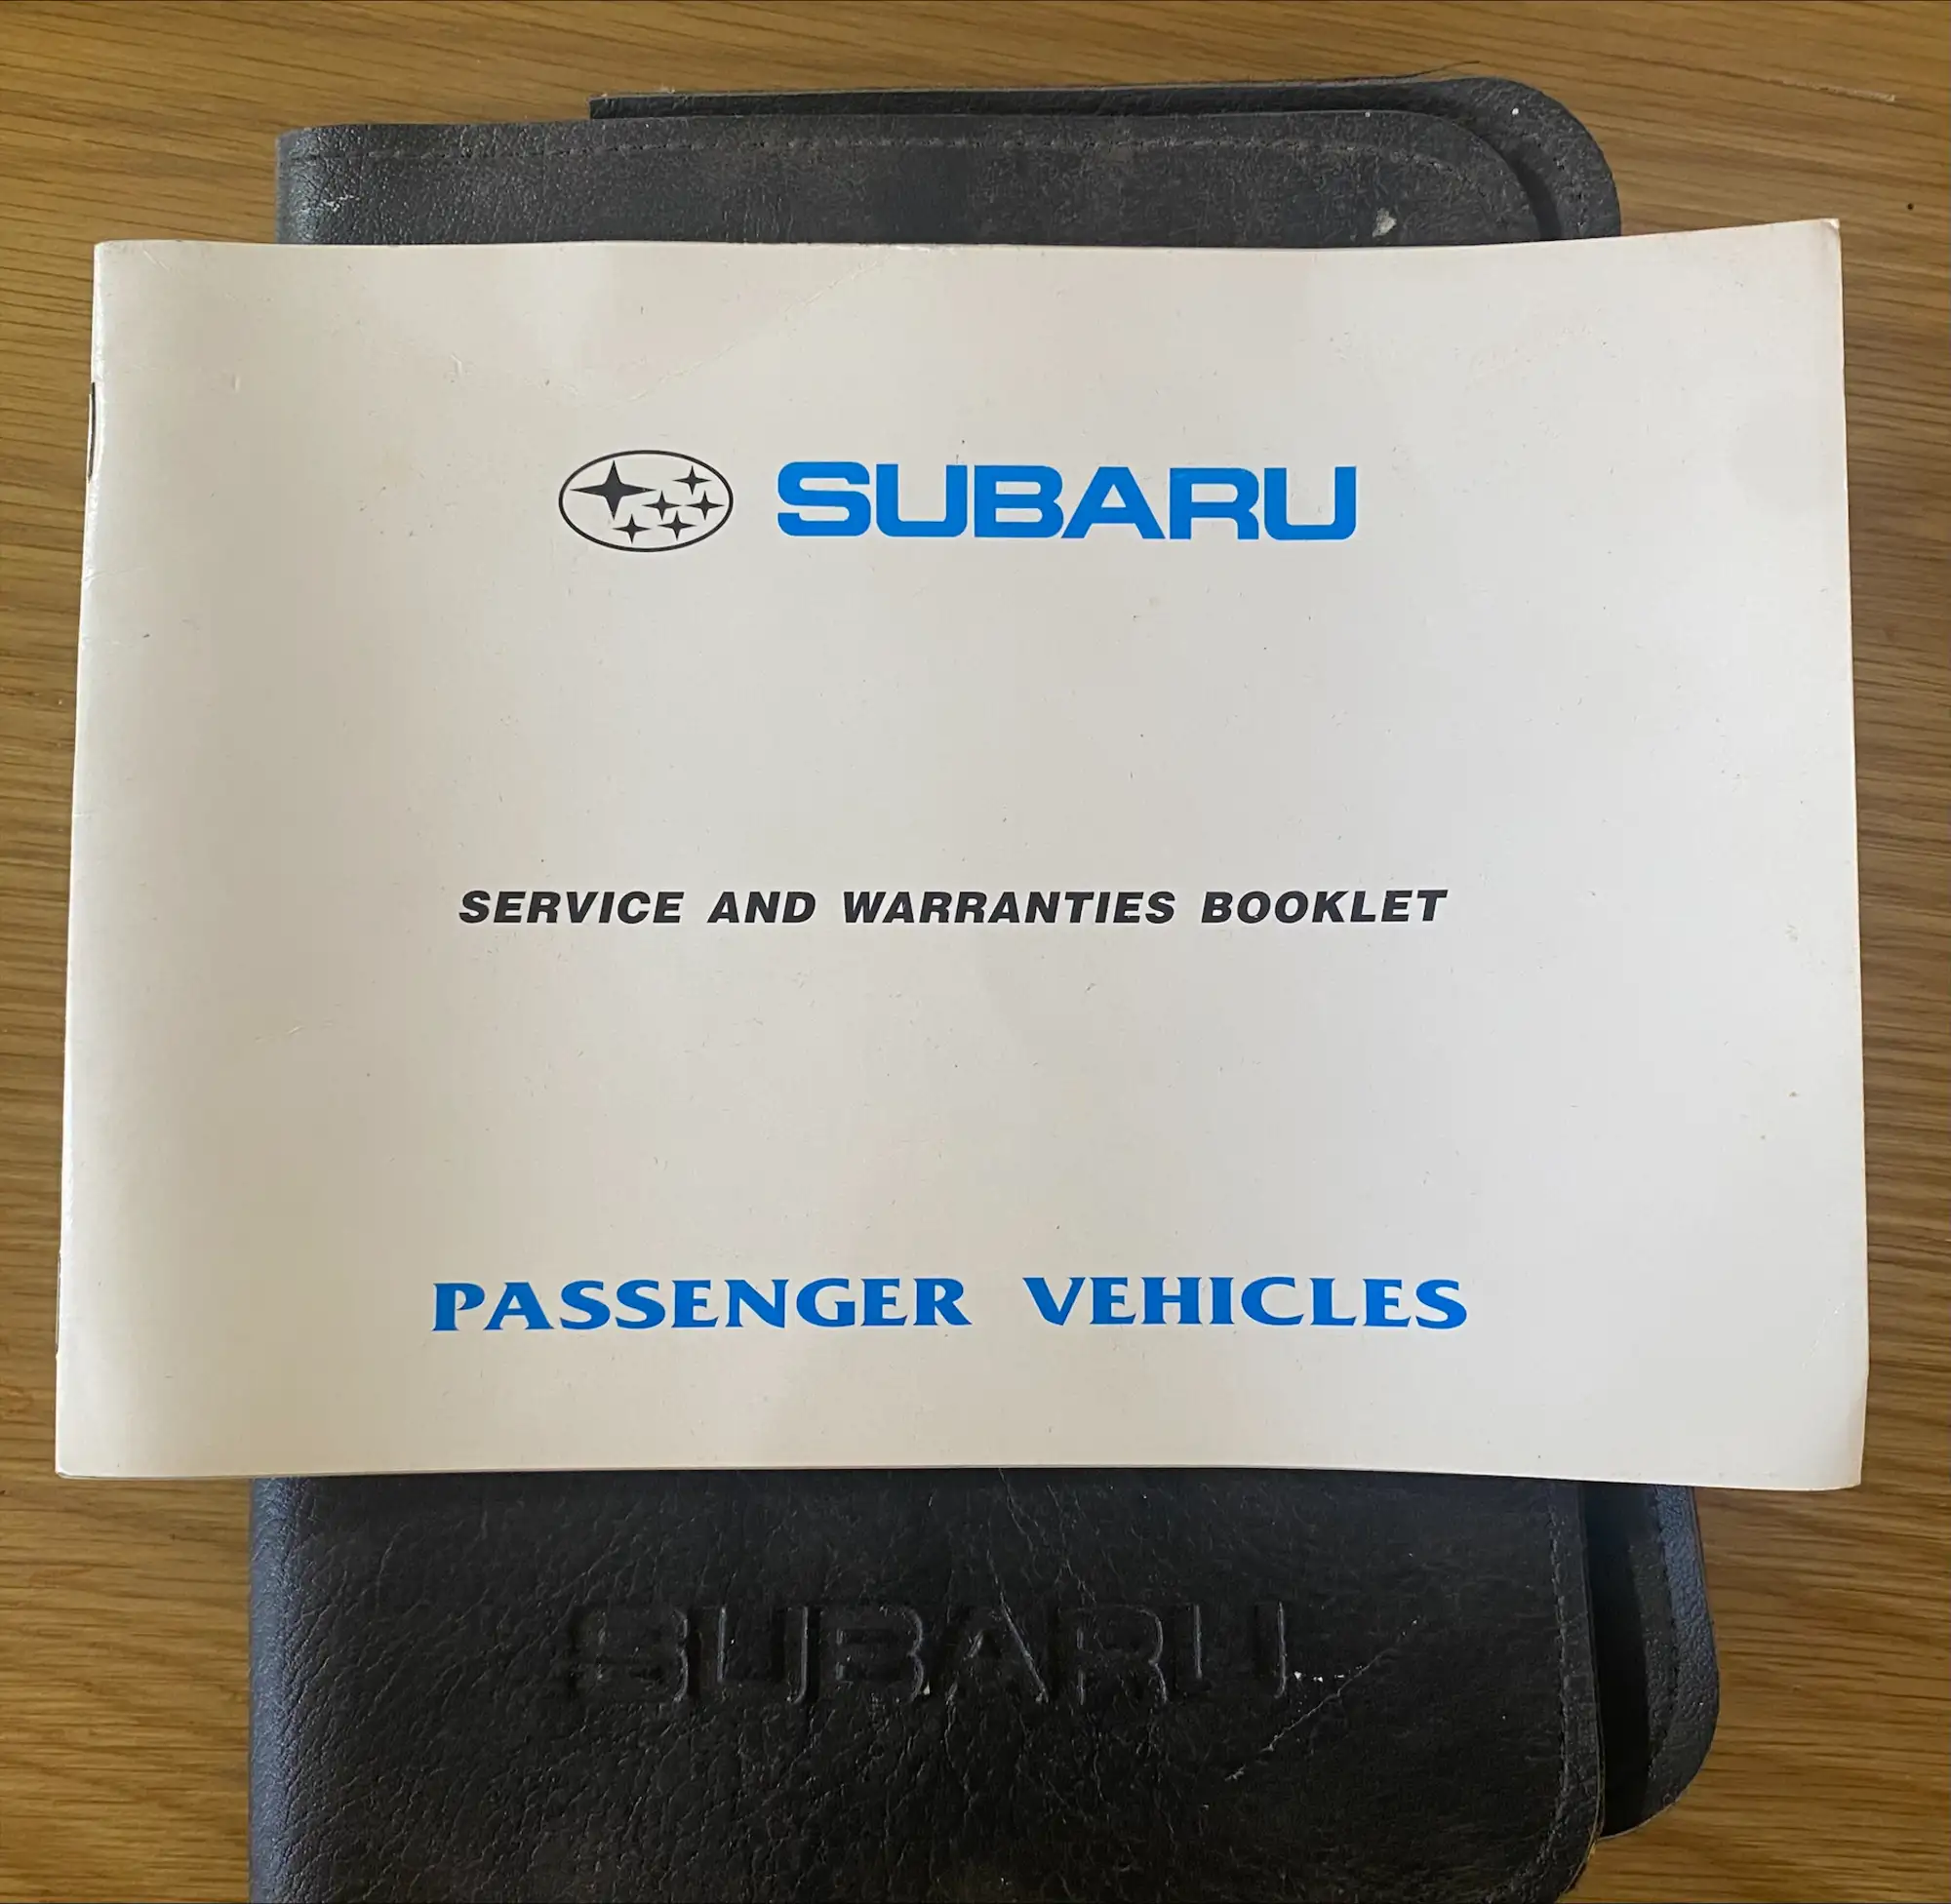 SUBARU
SERVICE AND WARRANTIES BOOKLET
PASSENGER VEHICLES
SUBARU